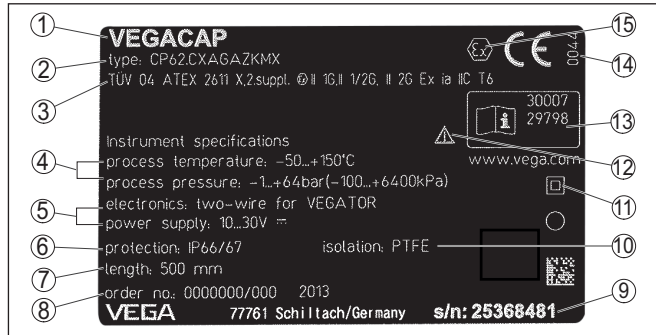 1 VEGACAP 15 Ex CE 0044 14
2 type: CP62.CXAGAZKMX
3 TÜV 04 ATEX 2611 X,2.suppl. Ex II 1G,II 1/2G, II 2G Ex ia IIC T6
30007
29798 13
Info
Instrument specifications 12
4 process temperature: -50...+150°C www.vega.com
process pressure: -1...+64bar(-100...+6400kPa)
5 electronics: two-wire for VEGATOR 11
power supply: 10...30V ⎓
6 protection: IP66/67 isolation: PTFE 10
7 length: 500 mm
8 order no.: 0000000/000 2013 9
VEGA 77761 Schiltach/Germany s/n: 25368481